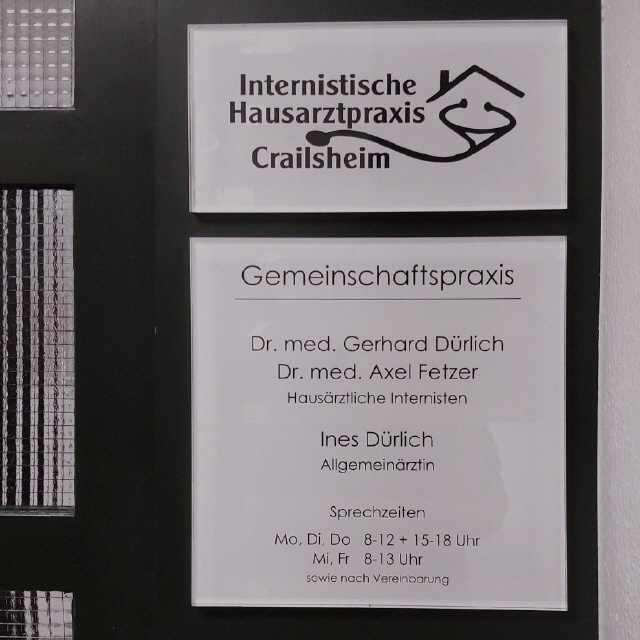 Internistische
Hausarztpraxis
Crailsheim
Gemeinschaftspraxis
Dr. med. Gerhard Dürlich
Dr. med. Axel Fetzer
Hausärztliche Internisten
Ines Dürlich
Allgemeinärztin
Sprechzeiten
Mo, Di, Do 8-12 + 15-18 Uhr
Mi, Fr 8-13 Uhr
sowie nach Vereinbarung